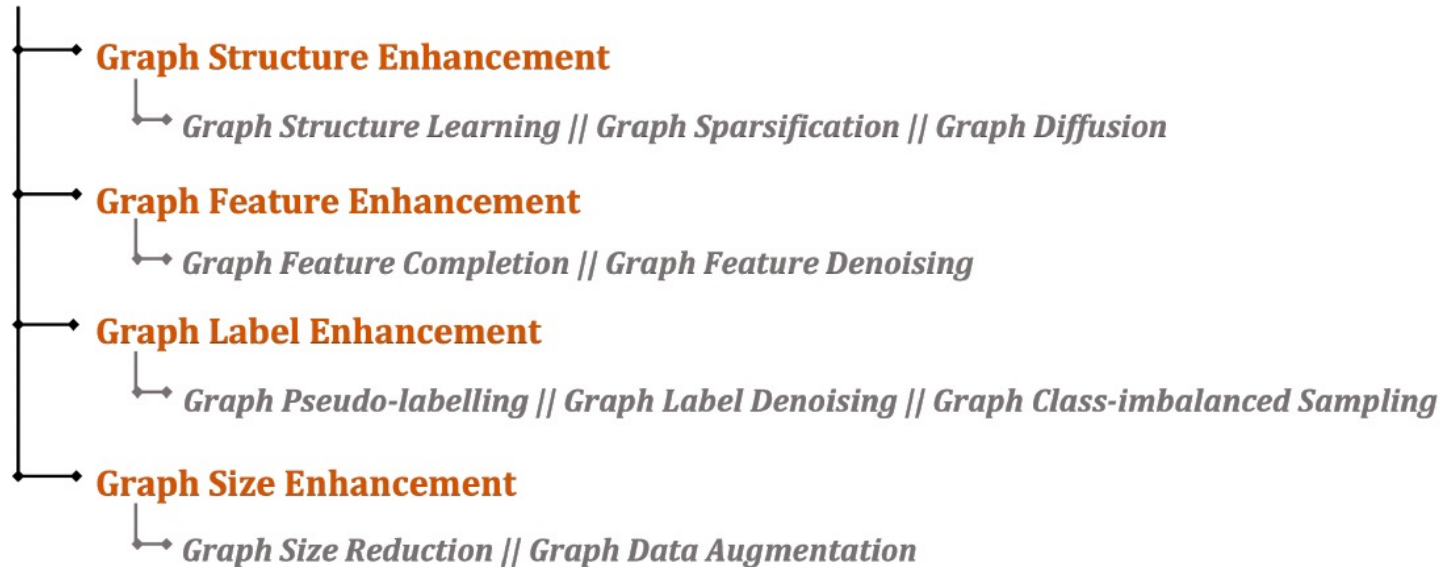 Graph Structure Enhancement
Graph Structure Learning // Graph Sparsification // Graph Diffusion
Graph Feature Enhancement
Graph Feature Completion // Graph Feature Denoising
Graph Label Enhancement
Graph Pseudo-labelling // Graph Label Denoising // Graph Class-imbalanced Sampling
Graph Size Enhancement
Graph Size Reduction // Graph Data Augmentation